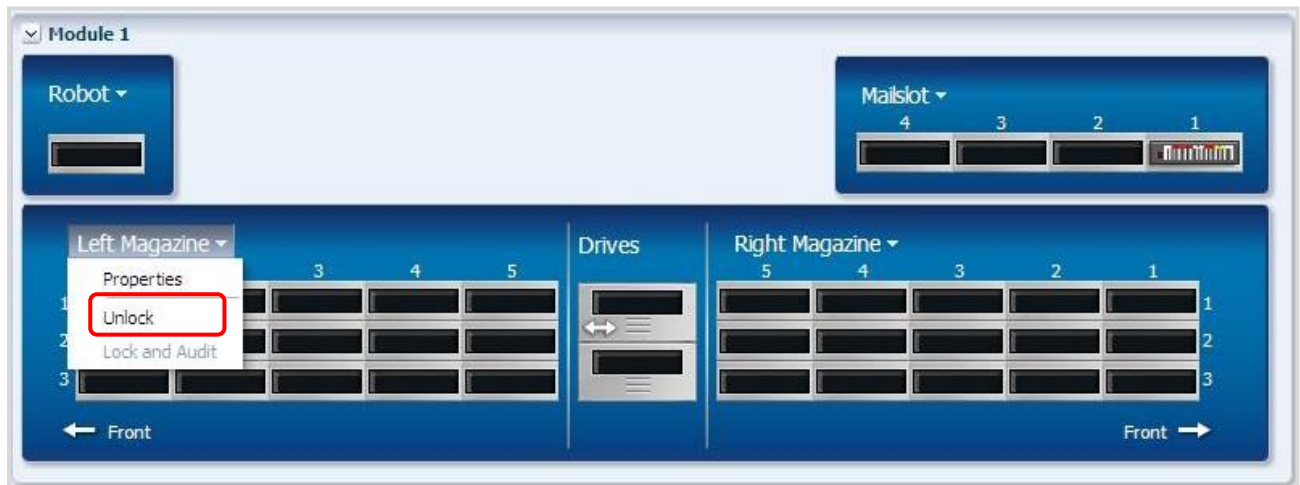 Module 1
Robot
Mailslot
4 3 2 1
Left Magazine
Drives
Right Magazine
3 4 5
5 4 3 2 1
Properties
Unlock
Lock and Audit
1
2
3
1
2
3
Front
Front